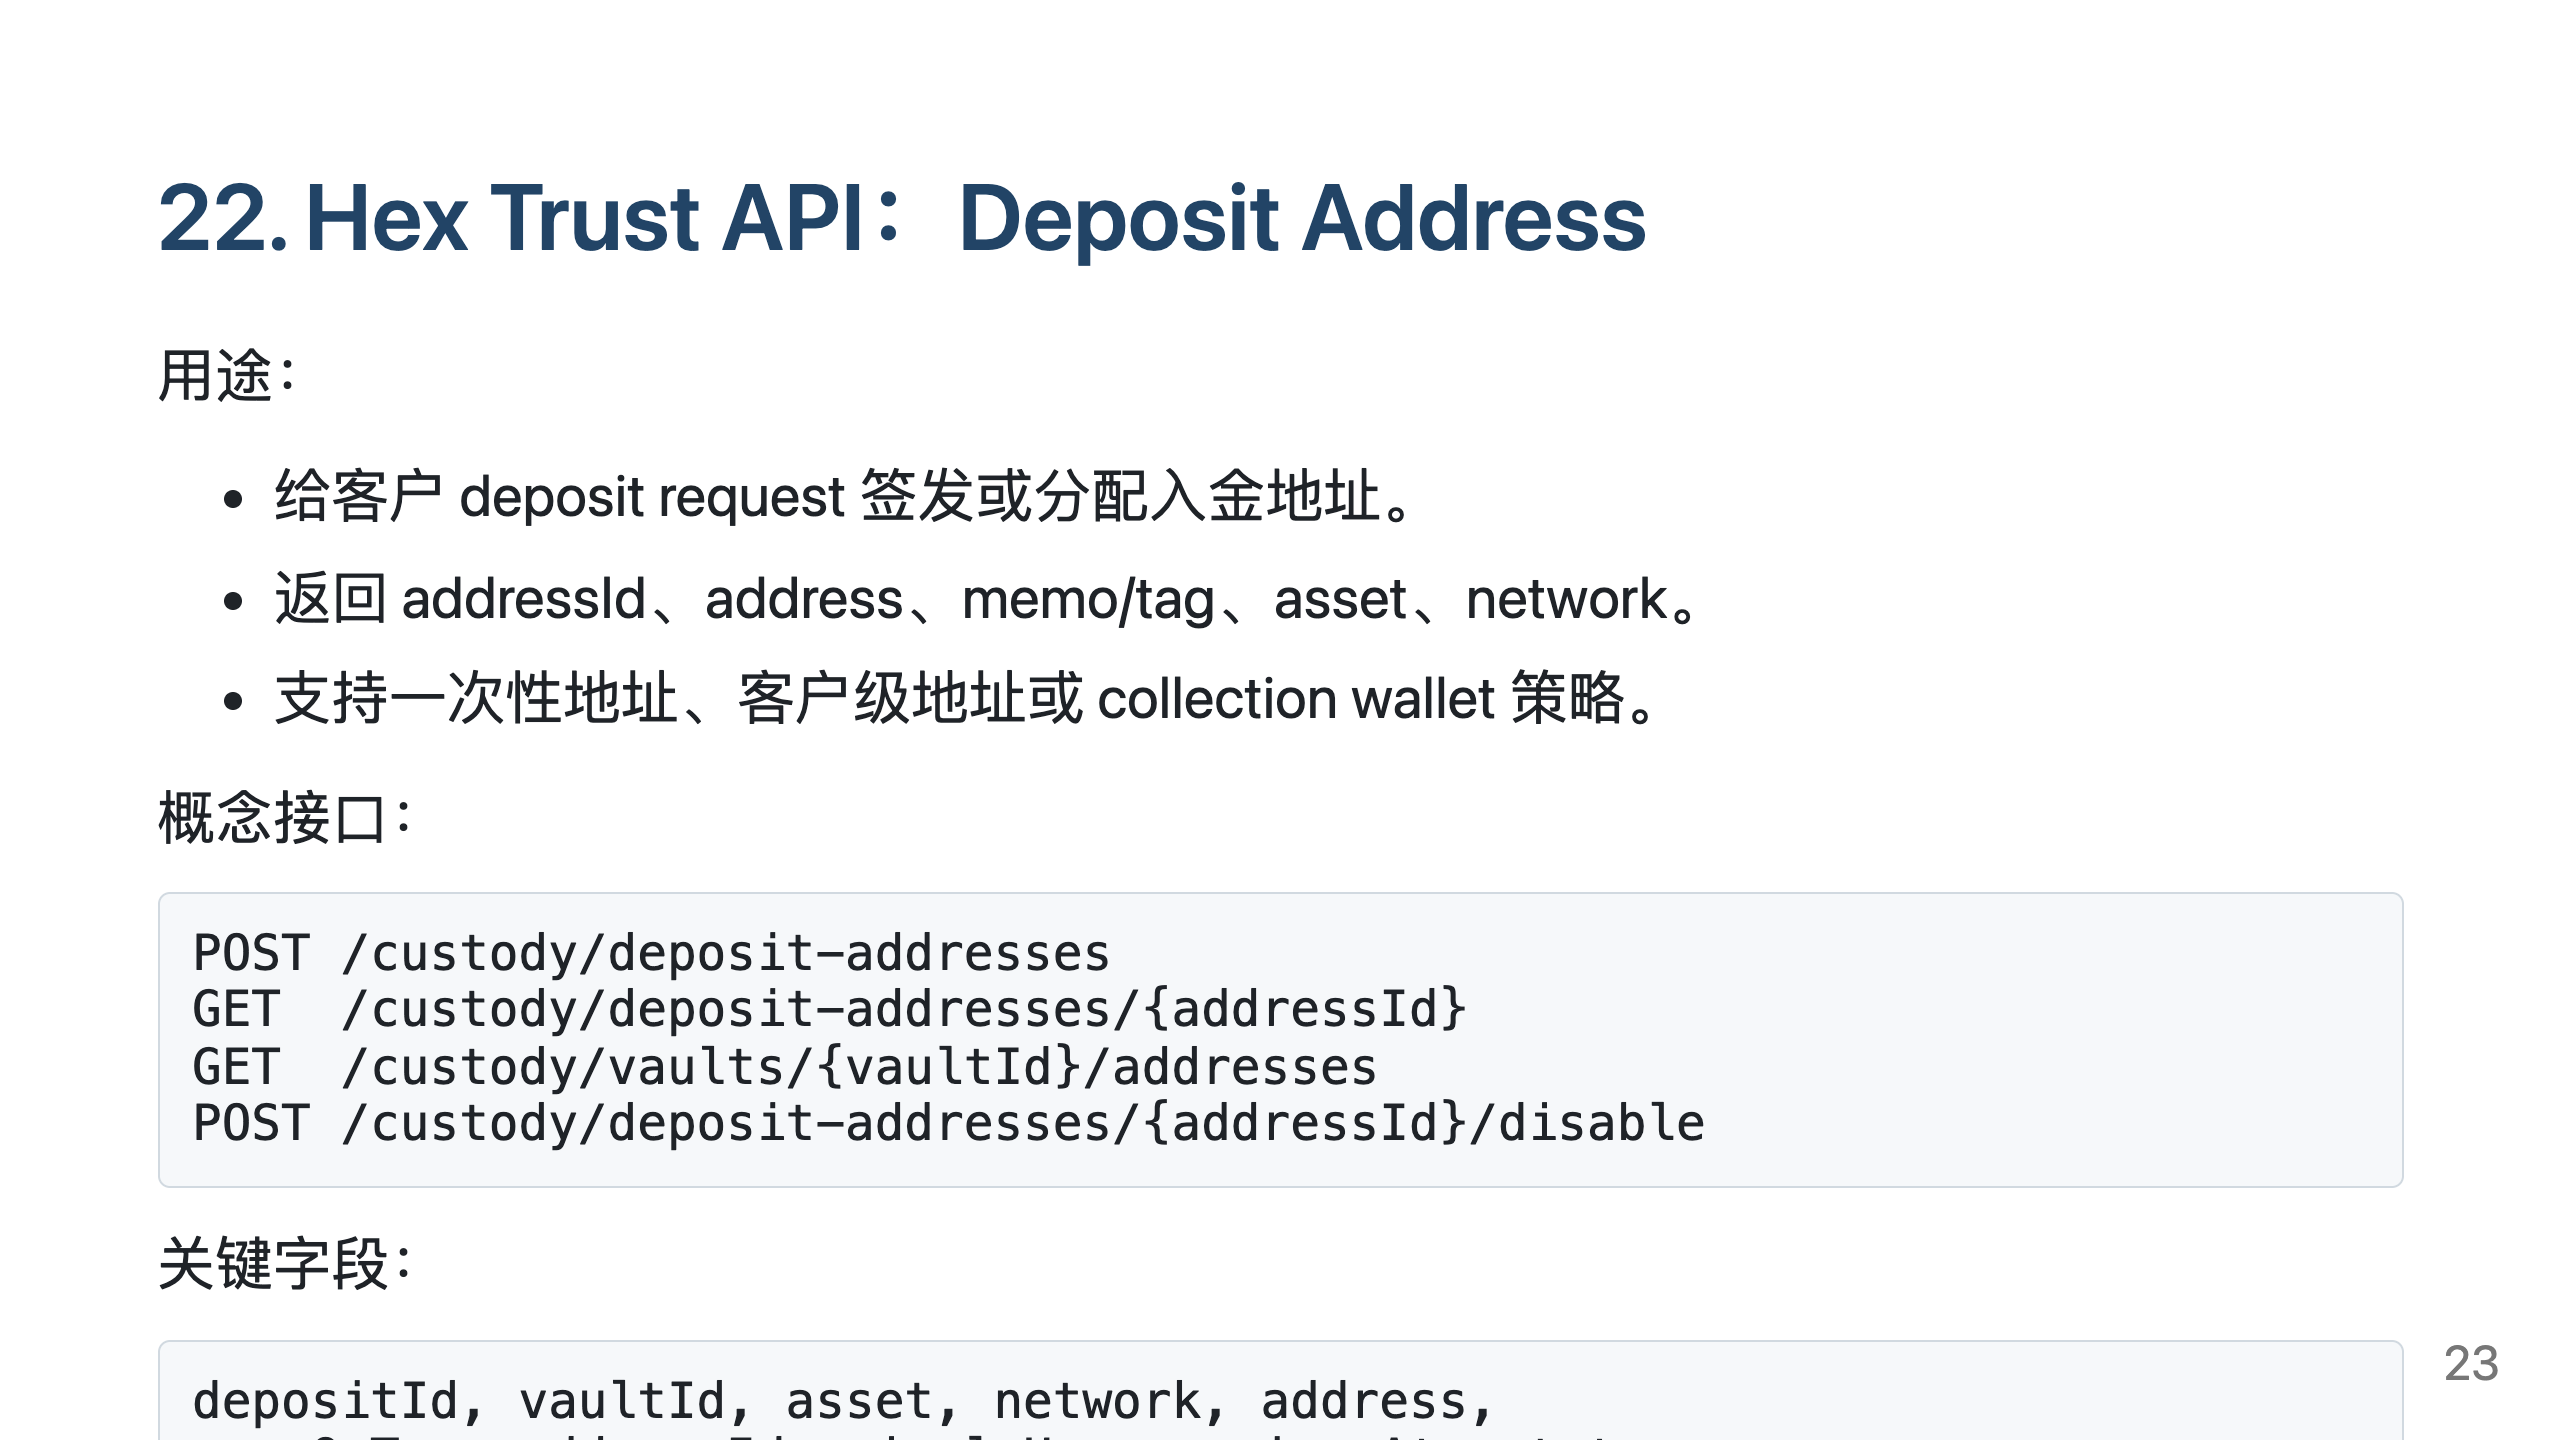 22. Hex Trust API：Deposit Address
用途：
• 给客户 deposit request 签发或分配入金地址。
• 返回 addressId、address、memo/tag、asset、network。
• 支持一次性地址、客户级地址或 collection wallet 策略。
概念接口：
POST /custody/deposit-addresses
GET  /custody/deposit-addresses/{addressId}
GET  /custody/vaults/{vaultId}/addresses
POST /custody/deposit-addresses/{addressId}/disable
关键字段：
depositId, vaultId, asset, network, address,
23